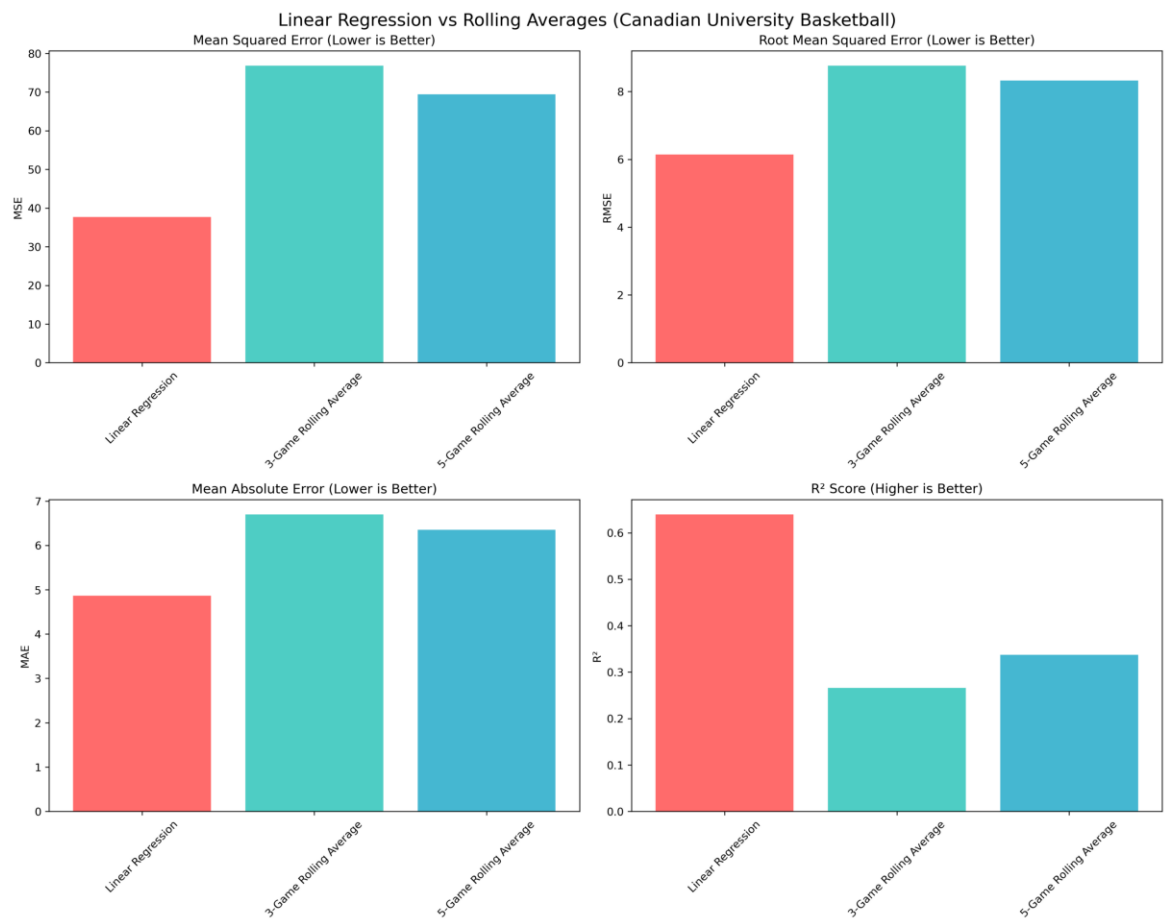 Linear Regression vs Rolling Averages (Canadian University Basketball)
Mean Squared Error (Lower is Better)
80
70
60
50
40
30
20
10
0
MSE
Linear Regression
3-Game Rolling Average
5-Game Rolling Average
Root Mean Squared Error (Lower is Better)
8
6
4
2
0
RMSE
Linear Regression
3-Game Rolling Average
5-Game Rolling Average
Mean Absolute Error (Lower is Better)
7
6
5
4
3
2
1
0
MAE
Linear Regression
3-Game Rolling Average
5-Game Rolling Average
R² Score (Higher is Better)
0.6
0.5
0.4
0.3
0.2
0.1
0.0
R²
Linear Regression
3-Game Rolling Average
5-Game Rolling Average